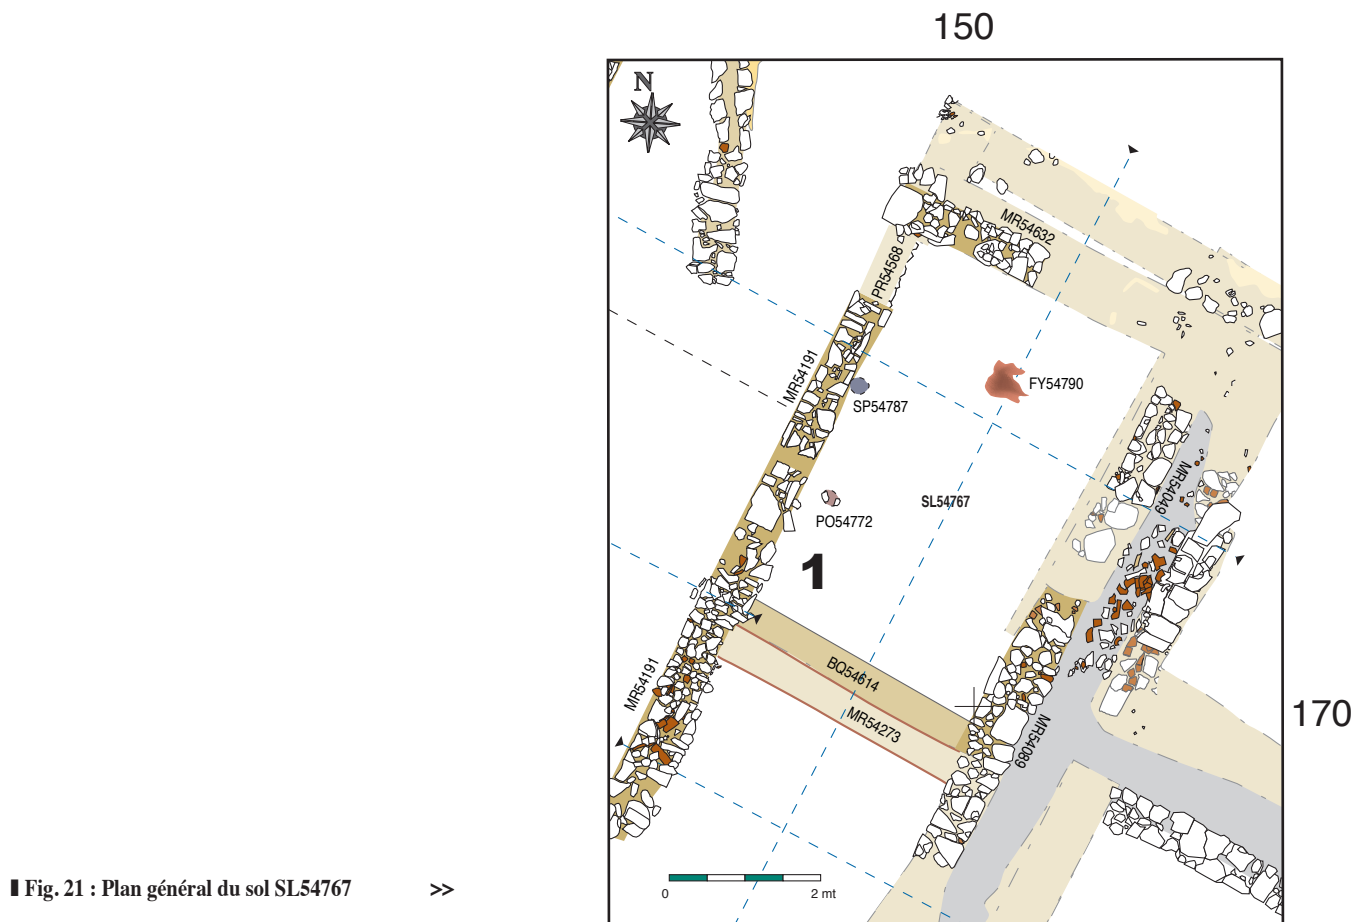 150
N
MR54632
PR54568
MR54191
FY54790
SP54787
MR54049
SL54767
PO54772
1
BQ54614
MR54191
MR54273
170
MR54089
0 2 mt
Fig. 21 : Plan général du sol SL54767 >>